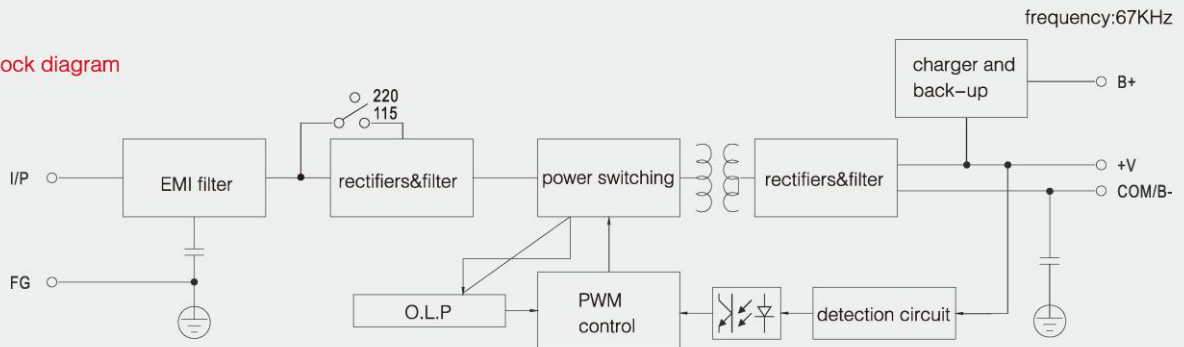 frequency:67KHz
ock diagram
charger and
back-up
B+
220
115
I/P
EMI filter
rectifiers&filter
power switching
rectifiers&filter
+V
COM/B-
FG
O.L.P
PWM
control
detection circuit